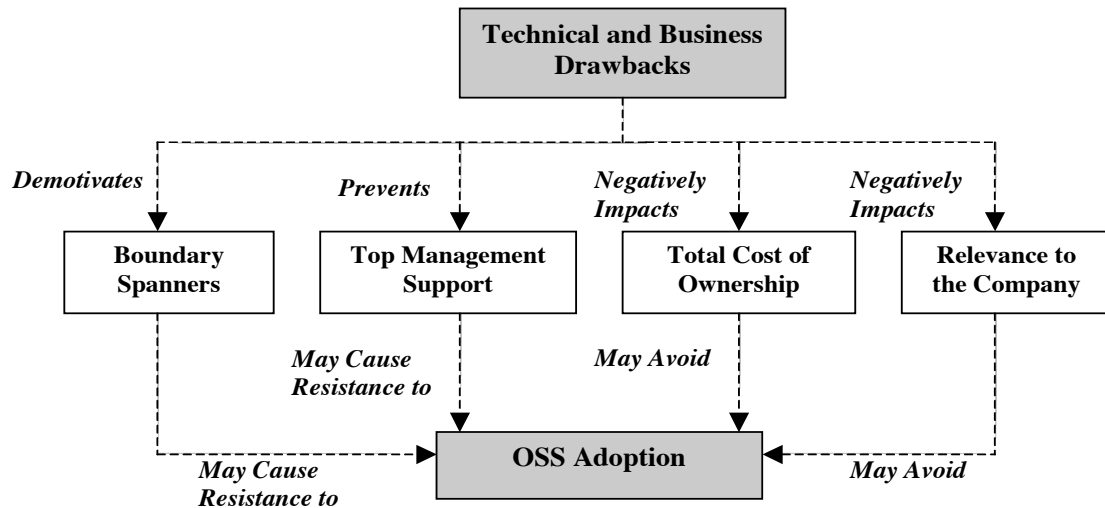 Technical and Business
Drawbacks
Demotivates
Prevents
Negatively
Impacts
Negatively
Impacts
Boundary
Spanners
Top Management
Support
Total Cost of
Ownership
Relevance to
the Company
May Cause
Resistance to
May Avoid
OSS Adoption
May Cause
Resistance to
May Avoid